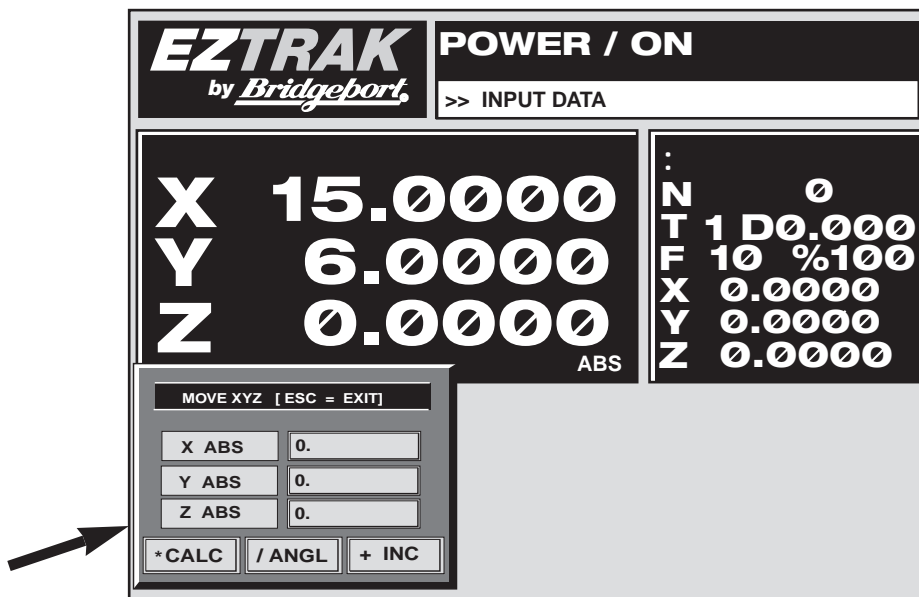 EZTRAK
by Bridgeport
POWER / ON
>> INPUT DATA
X 15.0000
Y 6.0000
Z 0.0000
ABS
:
N 0
T 1 D0.000
F 10 %100
X 0.0000
Y 0.0000
Z 0.0000
MOVE XYZ [ ESC = EXIT]
X ABS 0.
Y ABS 0.
Z ABS 0.
*CALC / ANGL + INC